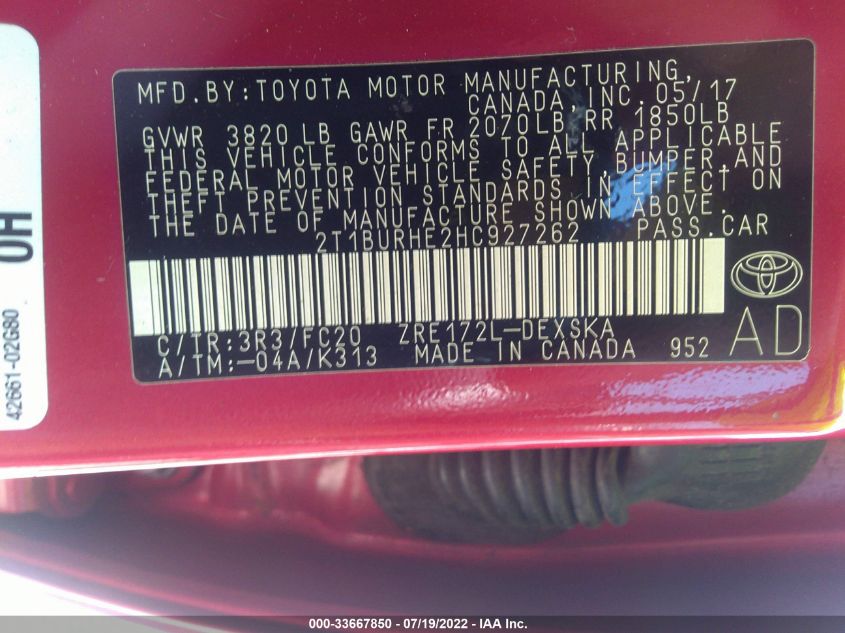 MFD.BY:TOYOTA MOTOR MANUFACTURING,
CANADA,INC. 05/17
GVWR 3820 LB GAWR FR 2070LB RR 1850LB
THIS VEHICLE CONFORMS TO ALL APPLICABLE
FEDERAL MOTOR VEHICLE SAFETY,BUMPER,AND
THEFT PREVENTION STANDARDS IN EFFECT ON
THE DATE OF MANUFACTURE SHOWN ABOVE.
2T1BURHE2HC927262 PASS.CAR
C/TR:3R3/FC20 ZRE172L-DEXSKA
A/TM:-04A/K313 MADE IN CANADA 952
AD
0H
42661-02G80
000-33667850 - 07/19/2022 - IAA Inc.